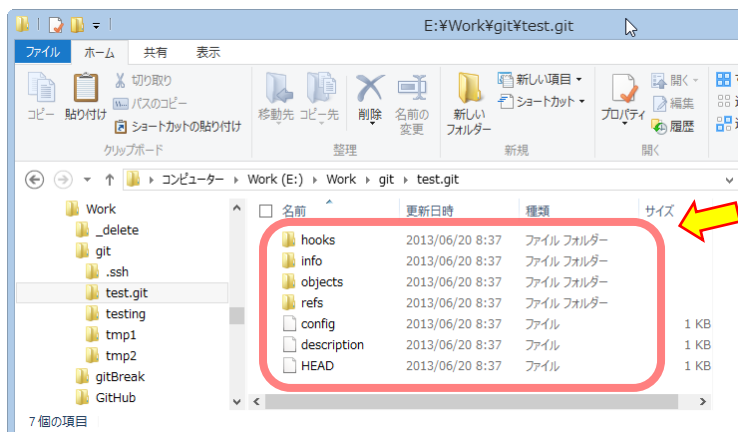 E:¥Work¥git¥test.git
ファイル ホーム 共有 表示
コピー 貼り付け 切り取り
パスのコピー
ショートカットの貼り付け
移動先 コピー先 削除 名前の変更
新しいフォルダー 新しい項目
ショートカット
プロパティ 開く
編集
履歴
クリップボード 整理 新規 開く
コンピューター Work (E:) Work git test.git
Work
_delete
git
.ssh
test.git
testing
tmp1
tmp2
gitBreak
GitHub
名前 更新日時 種類 サイズ
hooks 2013/06/20 8:37 ファイル フォルダー
info 2013/06/20 8:37 ファイル フォルダー
objects 2013/06/20 8:37 ファイル フォルダー
refs 2013/06/20 8:37 ファイル フォルダー
config 2013/06/20 8:37 ファイル 1 KB
description 2013/06/20 8:37 ファイル 1 KB
HEAD 2013/06/20 8:37 ファイル 1 KB
7 個の項目